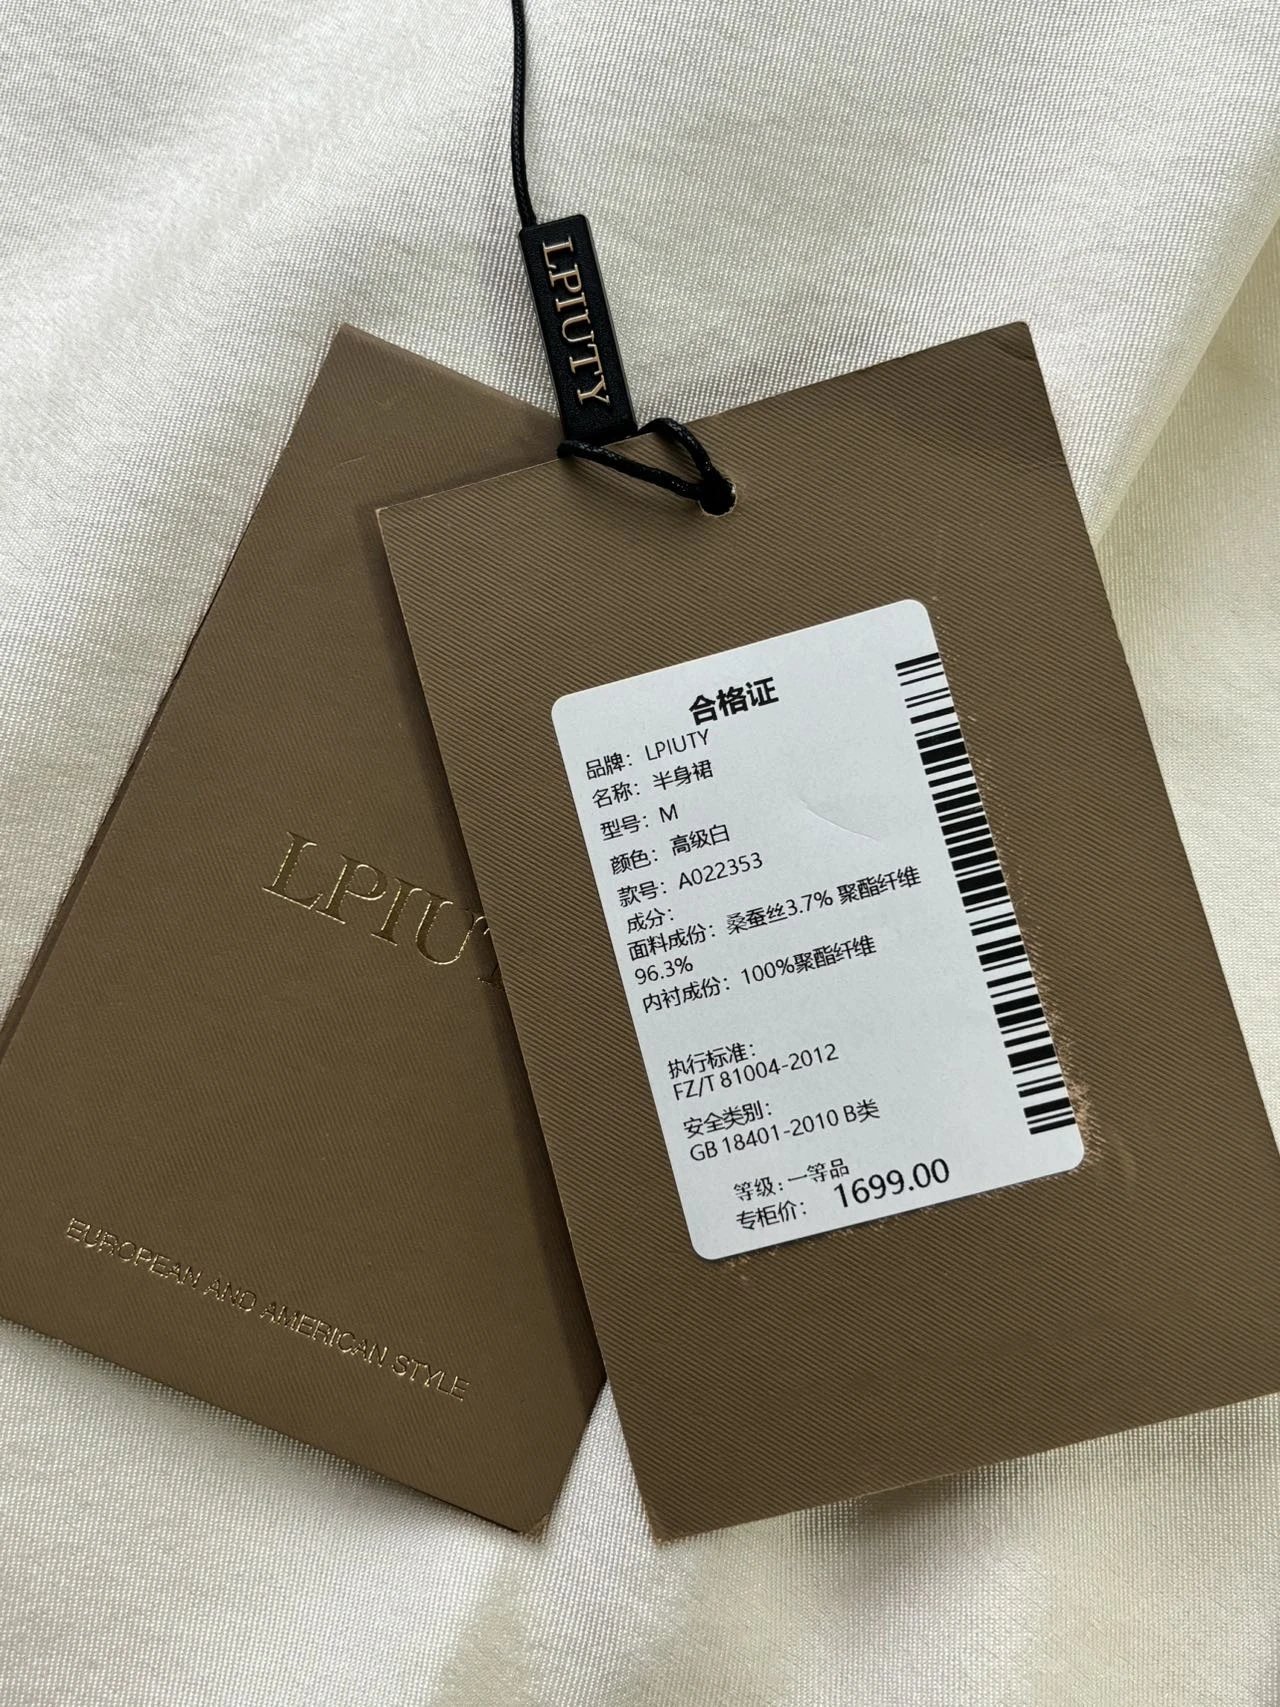 LPIUTY
LPIUT
EUROPEAN AND AMERICAN STYLE
合格证
品牌：LPIUTY
名称：半身裙
型号：M
颜色：高级白
款号：A022353
成分：
面料成份：桑蚕丝3.7% 聚酯纤维
96.3%
内衬成份：100%聚酯纤维
执行标准：
FZ/T 81004-2012
安全类别：
GB 18401-2010 B类
等级：一等品
专柜价： 1699.00